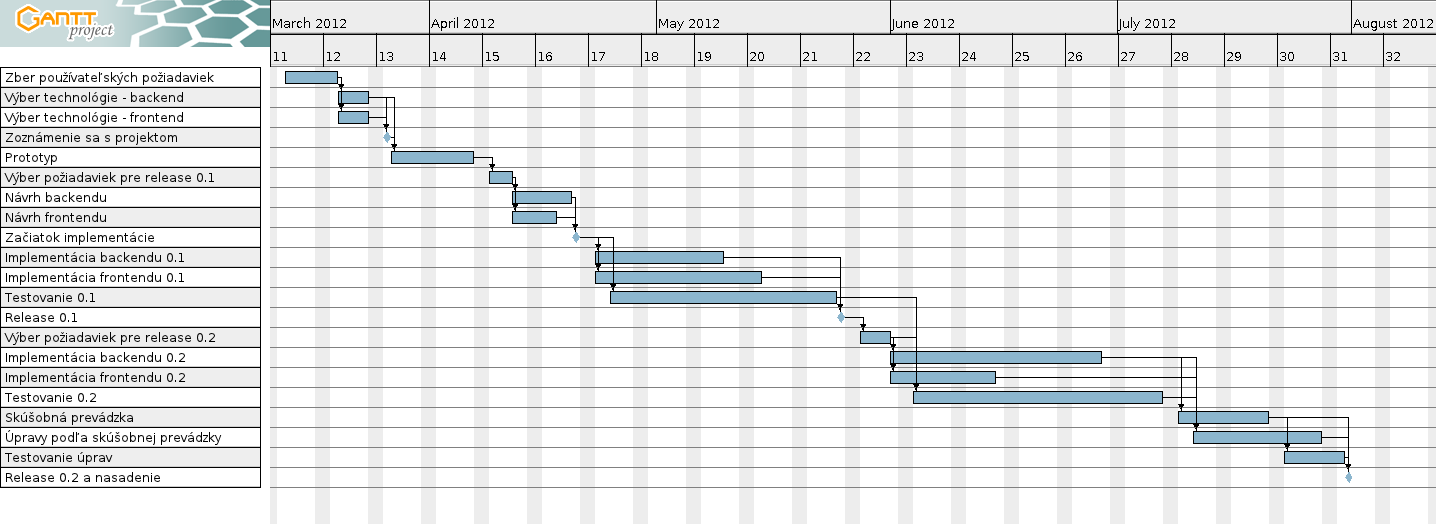 GANTT
project
March 2012 April 2012 May 2012 June 2012 July 2012 August 2012
11 12 13 14 15 16 17 18 19 20 21 22 23 24 25 26 27 28 29 30 31 32
Zber používateľských požiadaviek
Výber technológie - backend
Výber technológie - frontend
Zoznámenie sa s projektom
Prototyp
Výber požiadaviek pre release 0.1
Návrh backendu
Návrh frontendu
Začiatok implementácie
Implementácia backendu 0.1
Implementácia frontendu 0.1
Testovanie 0.1
Release 0.1
Výber požiadaviek pre release 0.2
Implementácia backendu 0.2
Implementácia frontendu 0.2
Testovanie 0.2
Skúšobná prevádzka
Úpravy podľa skúšobnej prevádzky
Testovanie úprav
Release 0.2 a nasadenie